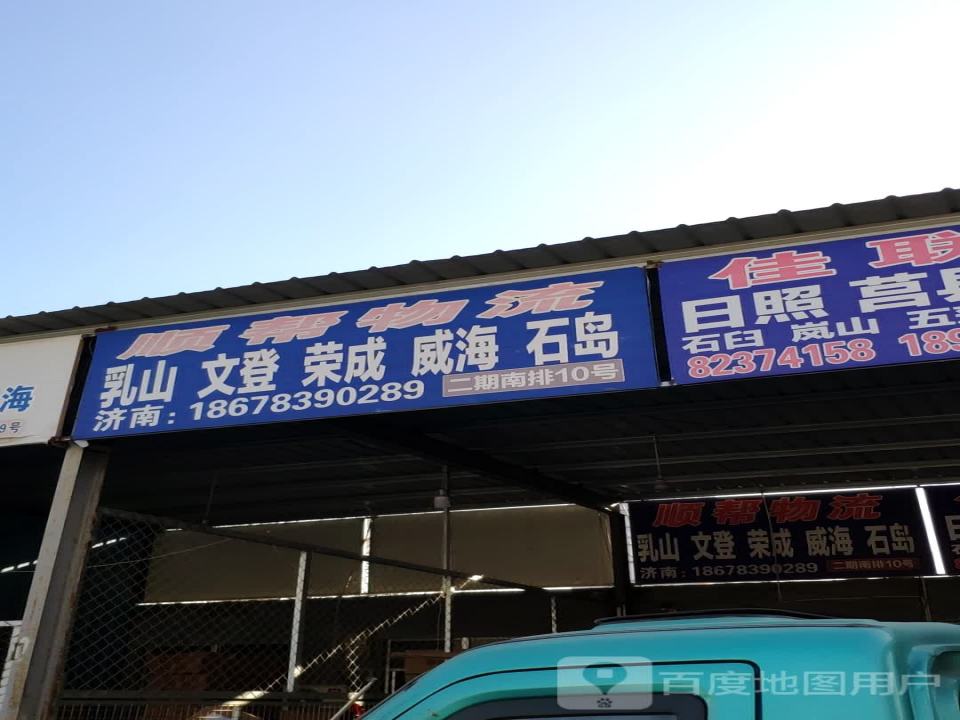 顺帮物流
乳山 文登 荣成 威海 石岛
济南：18678390289 二期南排10号
佳联
日照 莒县
石臼 岚山 五莲
82374158 189
海
9号
顺帮物流
乳山 文登 荣成 威海 石岛
济南：18678390289 二期南排10号
百度地图用户